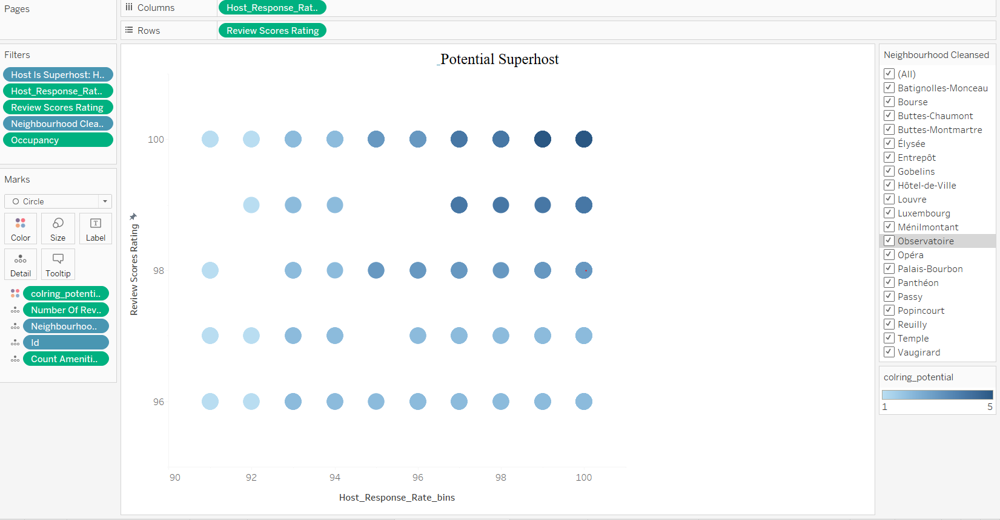 Pages
Columns
Host_Response_Rat..
Rows
Review Scores Rating
Filters
Host Is Superhost: H..
Host_Response_Rat..
Review Scores Rating
Neighbourhood Clea..
Occupancy
Marks
Circle
Color
Size
Label
Detail
Tooltip
colring_potenti..
Number Of Rev..
Neighbourhoo..
Id
Count Ameniti..
_Potential Superhost
Review Scores Rating
100
98
96
90
92
94
96
98
100
Host_Response_Rate_bins
Neighbourhood Cleansed
(All)
Batignolles-Monceau
Bourse
Buttes-Chaumont
Buttes-Montmartre
Élysée
Entrepôt
Gobelins
Hôtel-de-Ville
Louvre
Luxembourg
Ménilmontant
Observatoire
Opéra
Palais-Bourbon
Panthéon
Passy
Popincourt
Reuilly
Temple
Vaugirard
colring_potential
1
5